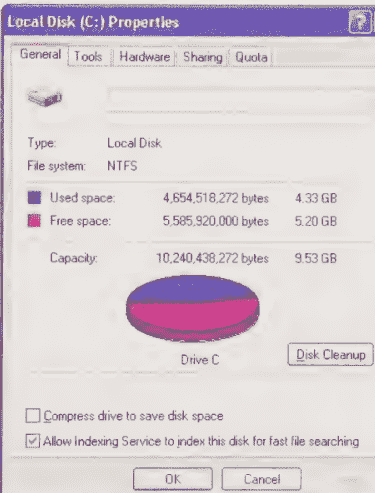 Local Disk (C:) Properties
General Tools Hardware Sharing Quota
Type: Local Disk
File system: NTFS
Used space: 4,654,518,272 bytes 4.33 GB
Free space: 5,585,920,000 bytes 5.20 GB
Capacity: 10,240,438,272 bytes 9.53 GB
Drive C
Disk Cleanup
Compress drive to save disk space
Allow Indexing Service to index this disk for fast file searching
OK Cancel